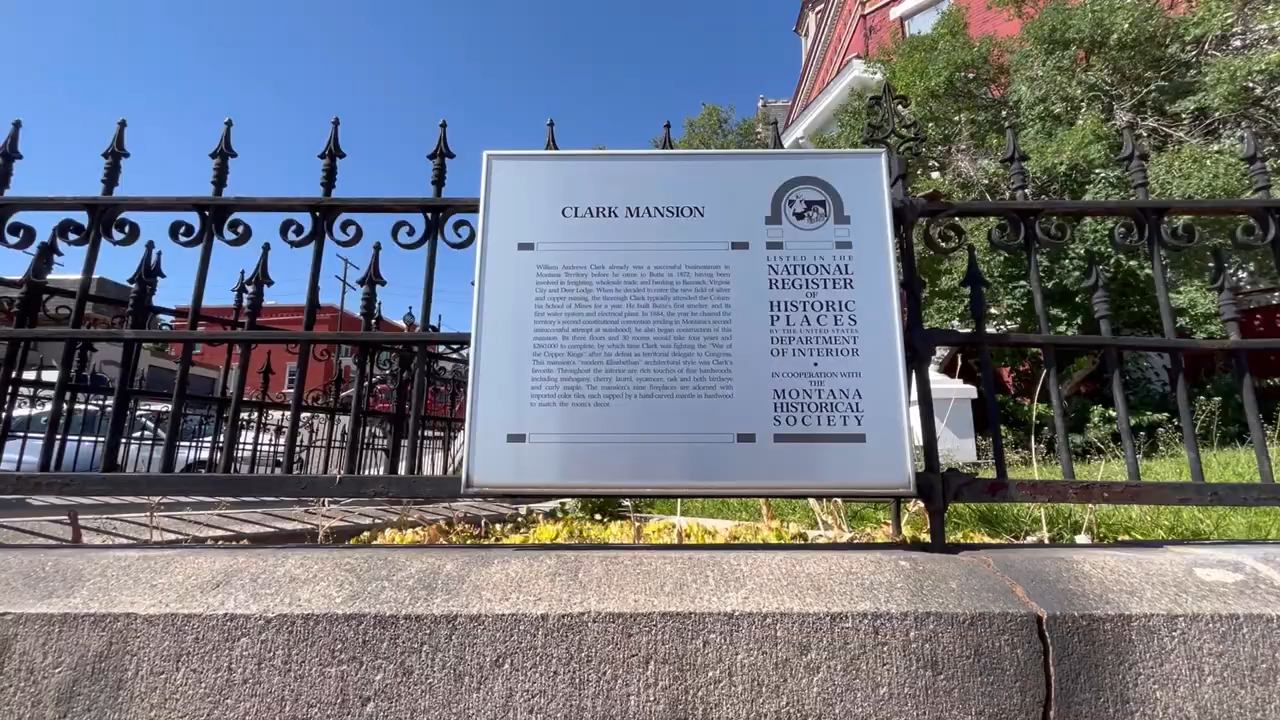 CLARK MANSION
William Andrews Clark already was a successful businessman in
Montana Territory before he came to Butte in 1872, having been
involved in freighting, wholesale trade, and banking in Bannack, Virginia
City and Deer Lodge. When he decided to enter the new field of silver
and copper mining, the thorough Clark typically attended the Colum-
bia School of Mines for a year. He built Butte's first smelter, and its
first water system and electrical plant. In 1884, the year he chaired the
territory's second constitutional convention (ending in Montana's second
unsuccessful attempt at statehood), he also began construction of this
mansion. Its three floors and 30 rooms would take four years and
$260,000 to complete, by which time Clark was fighting the "War of
the Copper Kings" after his defeat as territorial delegate to Congress.
This mansion's "modern Elizabethan" architectural style was Clark's
favorite. Throughout the interior are rich touches of fine hardwoods,
including mahogany, cherry, laurel, sycamore, oak and both birdseye
and curly maple. The mansion's nine fireplaces are adorned with
imported color tiles, each capped by a hand-carved mantle in hardwood
to match the room's decor.
LISTED IN THE
NATIONAL
REGISTER
OF
HISTORIC
PLACES
BY THE UNITED STATES
DEPARTMENT
OF INTERIOR
•
IN COOPERATION WITH
THE
MONTANA
HISTORICAL
SOCIETY